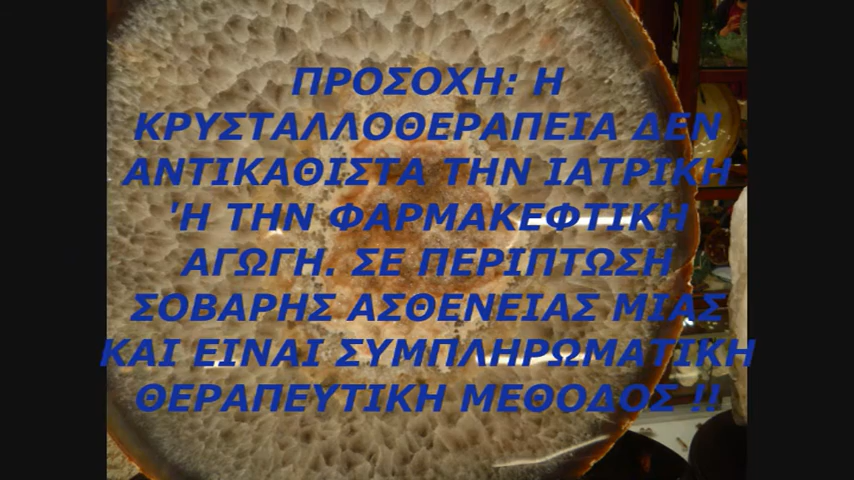 ΠΡΟΣΟΧΗ: Η
ΚΡΥΣΤΑΛΛΟΘΕΡΑΠΕΙΑ ΔΕΝ
ΑΝΤΙΚΑΘΙΣΤΑ ΤΗΝ ΙΑΤΡΙΚΗ
'Η ΤΗΝ ΦΑΡΜΑΚΕΦΤΙΚΗ
ΑΓΩΓΗ. ΣΕ ΠΕΡΙΠΤΩΣΗ
ΣΟΒΑΡΗΣ ΑΣΘΕΝΕΙΑΣ ΜΙΑΣ
ΚΑΙ ΕΙΝΑΙ ΣΥΜΠΛΗΡΩΜΑΤΙΚΗ
ΘΕΡΑΠΕΥΤΙΚΗ ΜΕΘΟΔΟΣ !!